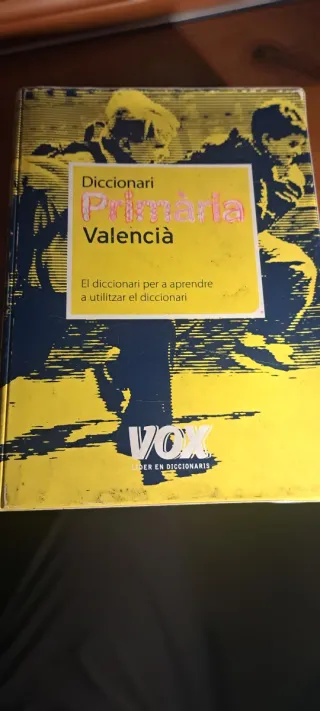 Diccionari
Primària
Valencià
El diccionari per a aprendre
a utilitzar el diccionari
VOX
LÍDER EN DICCIONARIS